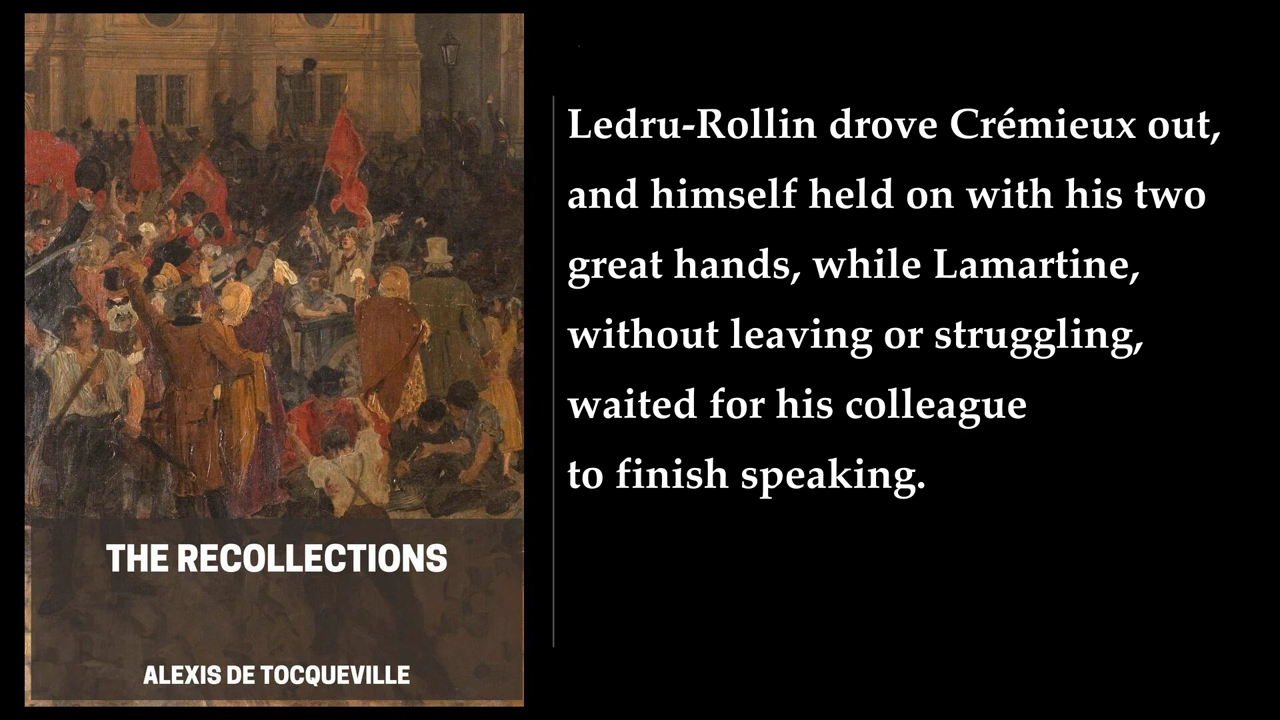 THE RECOLLECTIONS
ALEXIS DE TOCQUEVILLE
Ledru-Rollin drove Crémieux out,
and himself held on with his two
great hands, while Lamartine,
without leaving or struggling,
waited for his colleague
to finish speaking.